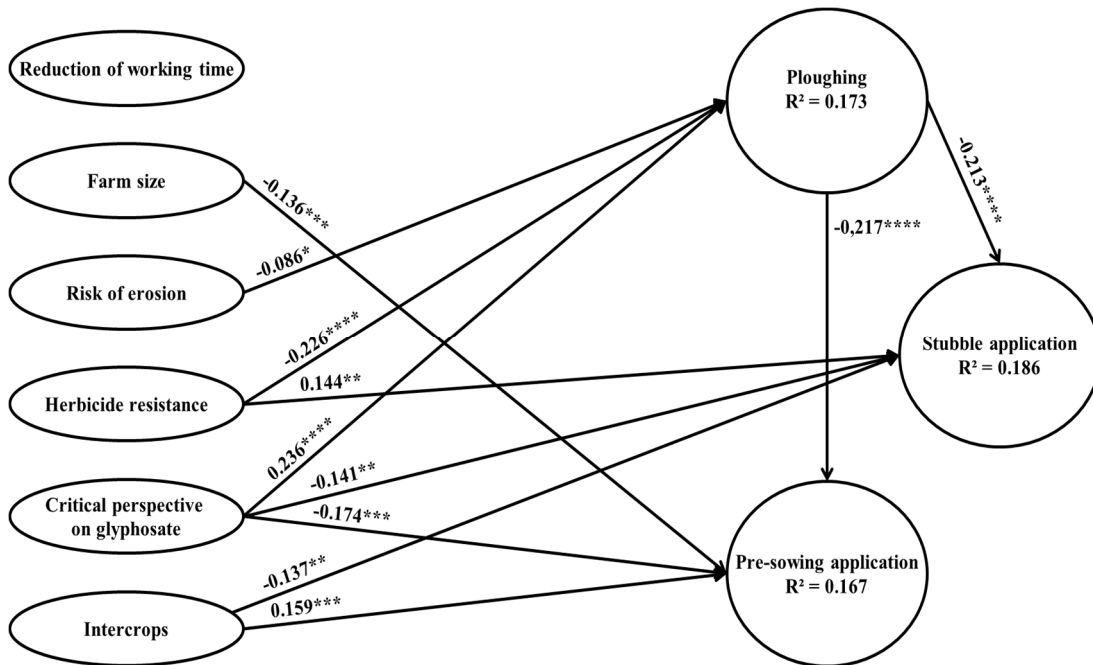 Reduction of working time
Farm size
Risk of erosion
Herbicide resistance
Critical perspective
on glyphosate
Intercrops
-0.136***
-0.086*
-0.226****
0.144**
0.236****
-0.141**
-0.174***
-0.137**
0.159***
Ploughing
R² = 0.173
-0.213****
-0,217****
Stubble application
R² = 0.186
Pre-sowing application
R² = 0.167